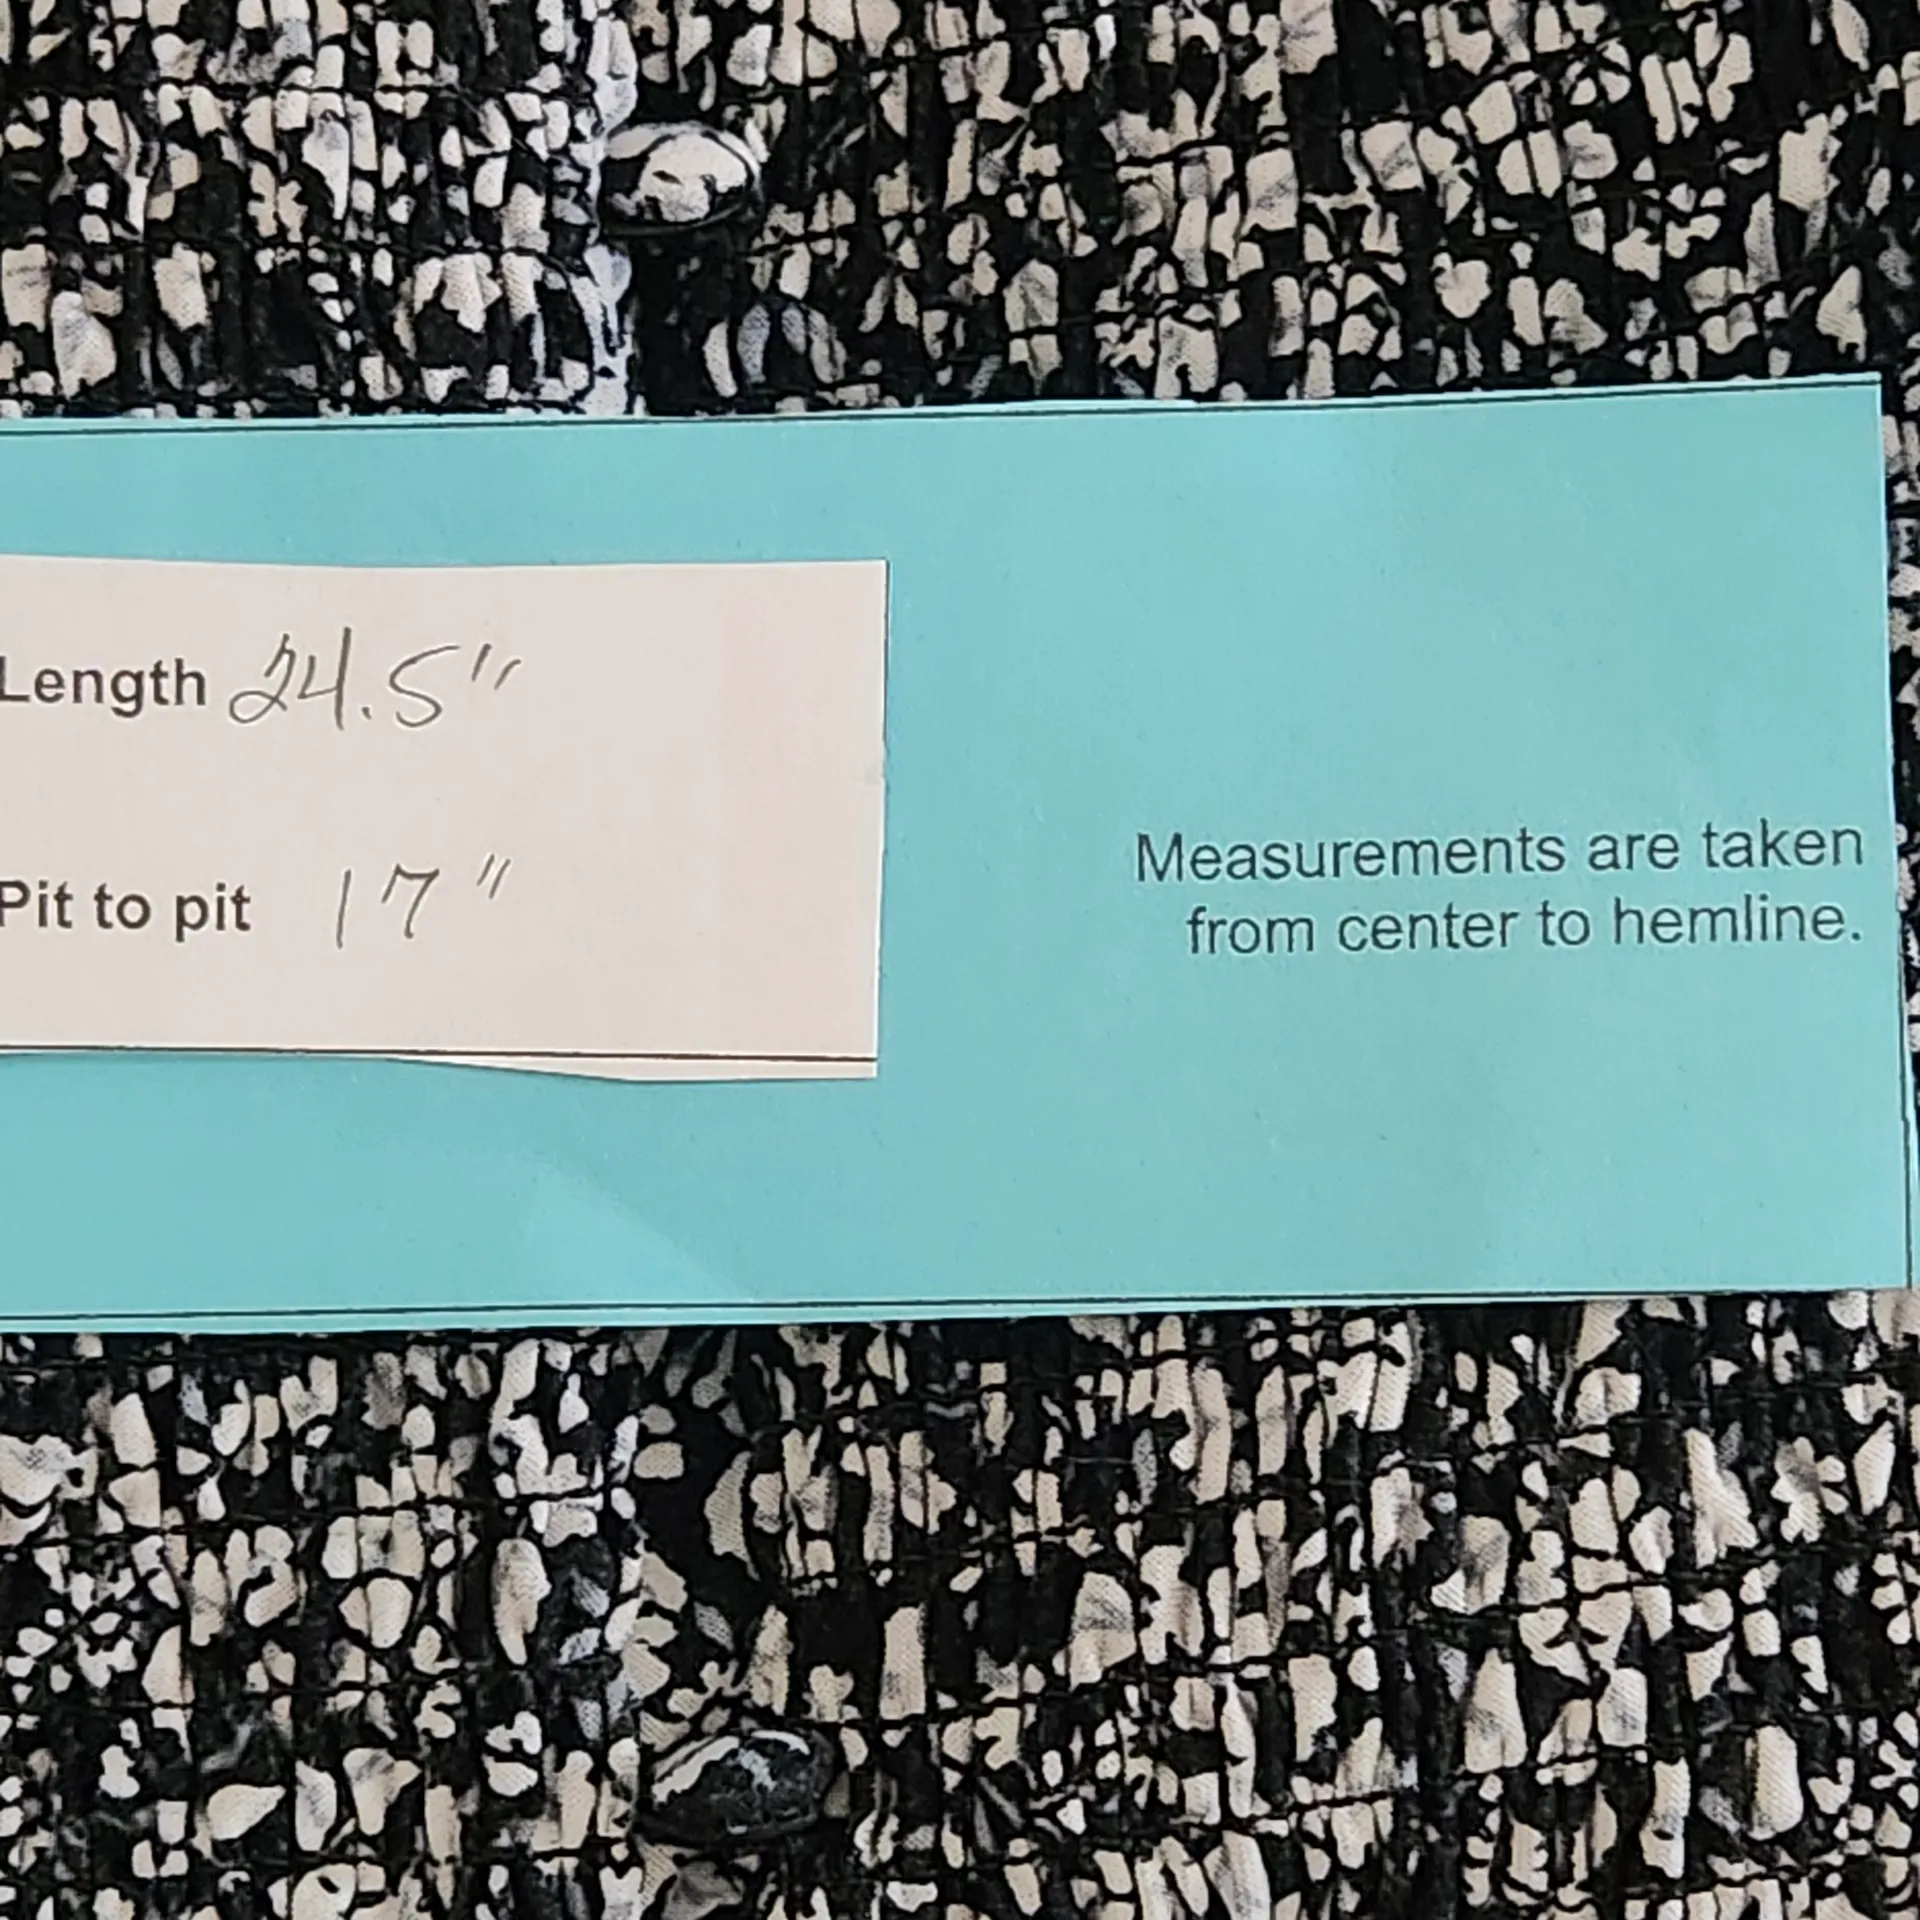 Length 24.5"
Pit to pit 17"
Measurements are taken
from center to hemline.